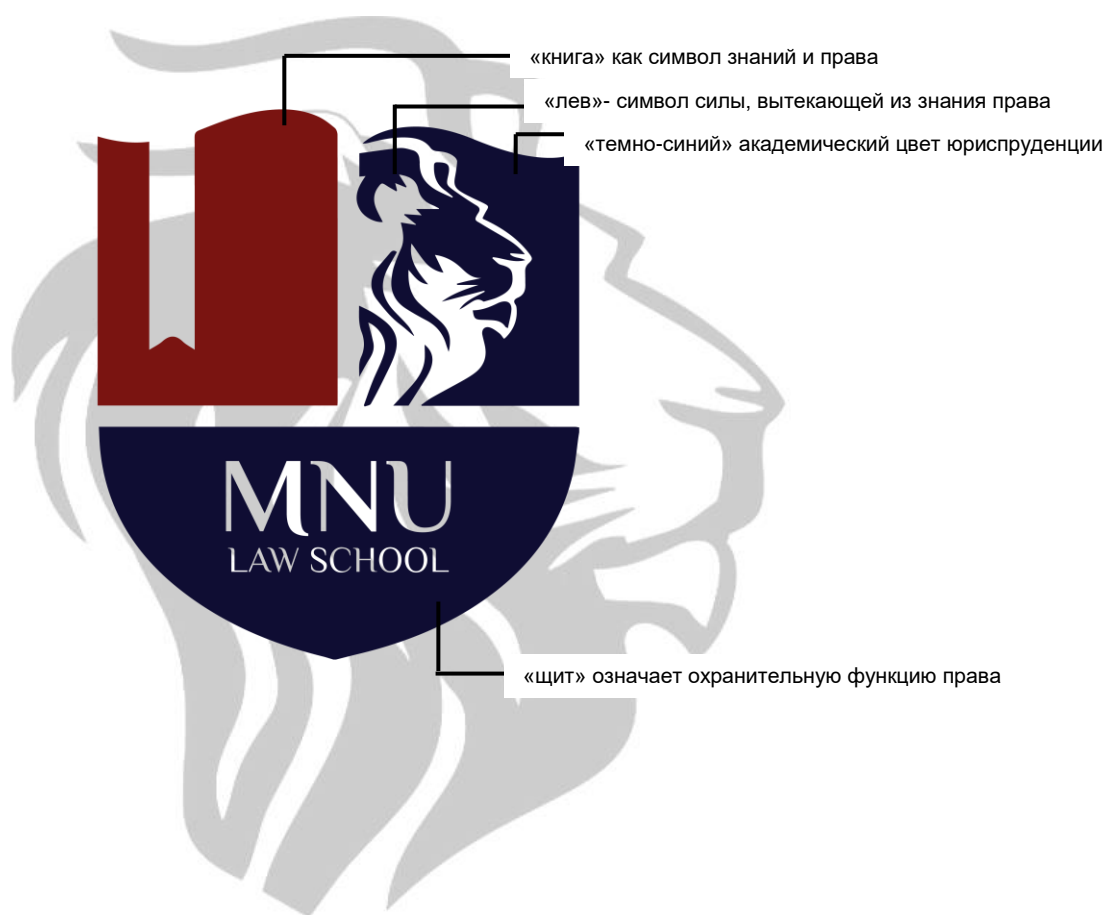 «книга» как символ знаний и права
«лев»- символ силы, вытекающей из знания права
«темно-синий» академический цвет юриспруденции
MNU
LAW SCHOOL
«щит» означает охранительную функцию права